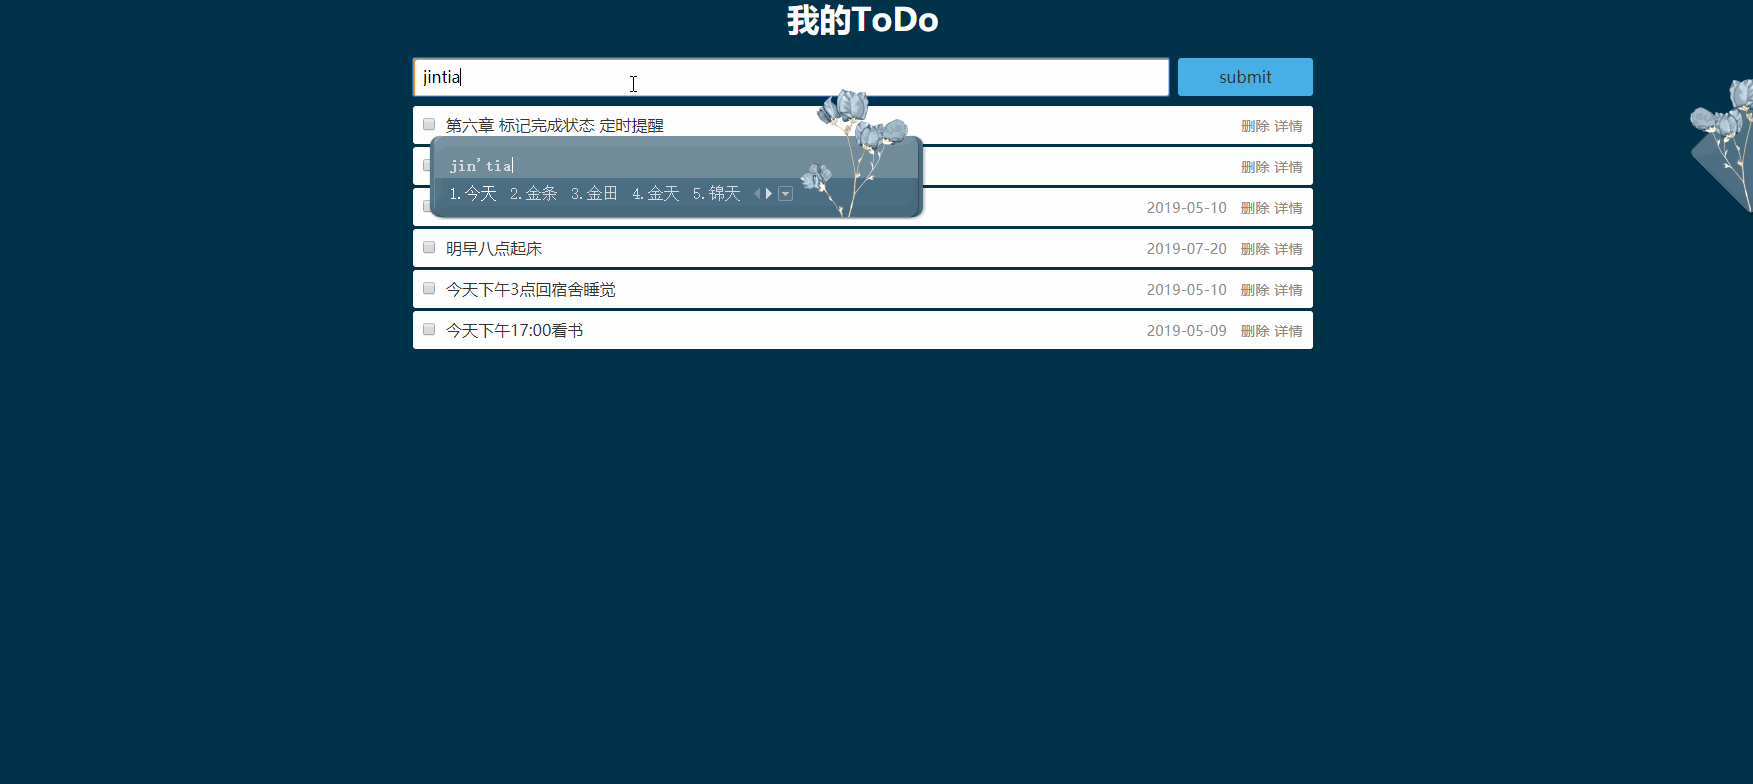 我的ToDo
jintia submit
第六章 标记完成状态 定时提醒 删除 详情
jin'tia 删除 详情
1.今天 2.金条 3.金田 4.金天 5.锦天 2019-05-10 删除 详情
明早八点起床 2019-07-20 删除 详情
今天下午3点回宿舍睡觉 2019-05-10 删除 详情
今天下午17:00看书 2019-05-09 删除 详情